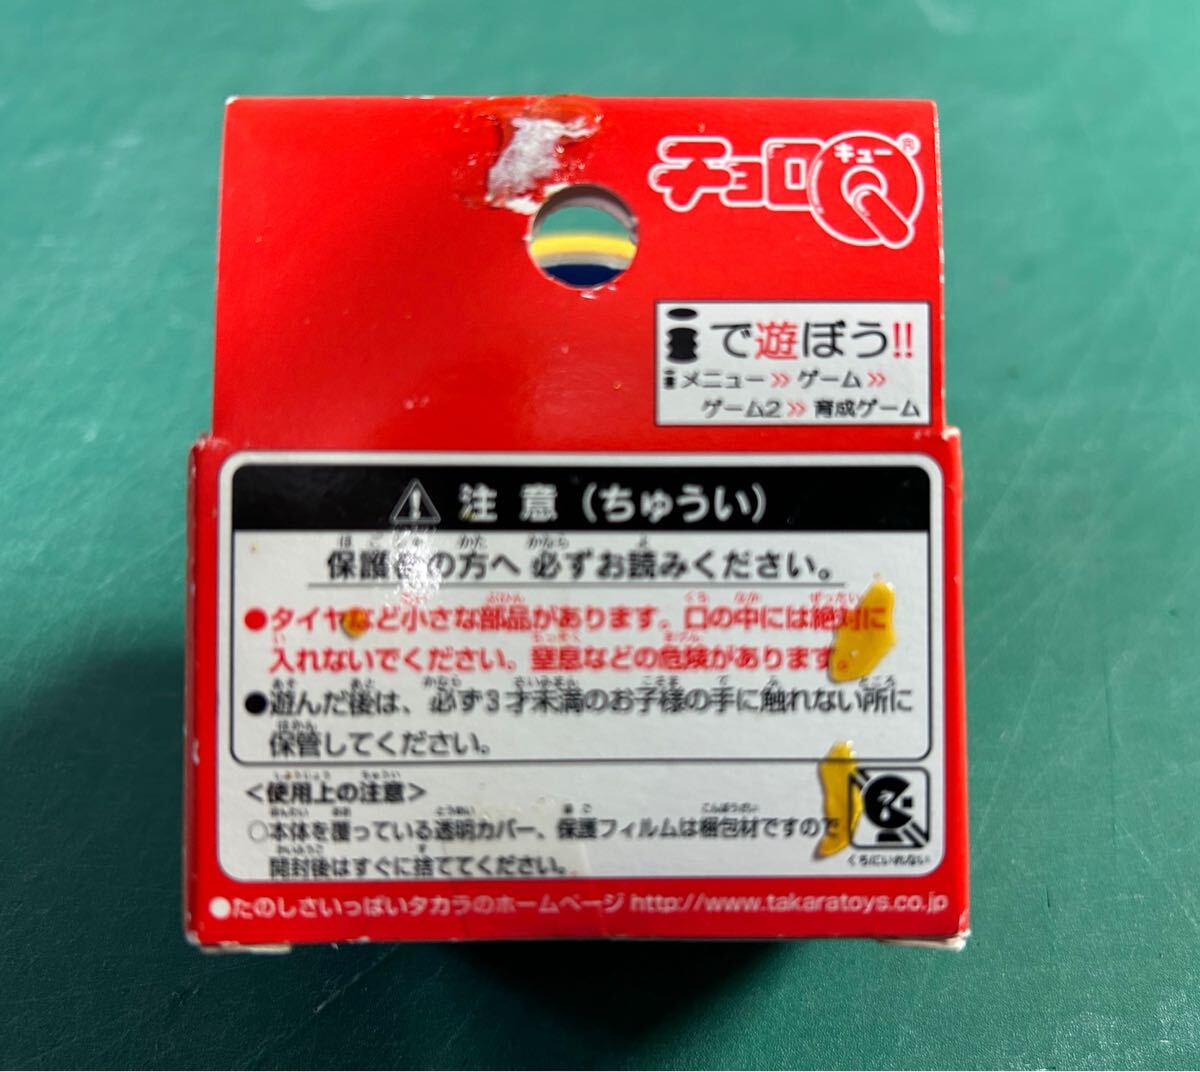 チョロQ
キュー
®
iで遊ぼう!!
iメニュー»ゲーム»
ゲーム2»育成ゲーム
注意(ちゅうい)
保護者の方へ 必ずお読みください。
●タイヤなど小さな部品があります。口の中には絶対に
入れないでください。窒息などの危険があります。
●遊んだ後は、必ず3才未満のお子様の手に触れない所に
保管してください。
<使用上の注意>
○本体を覆っている透明カバー、保護フィルムは梱包材ですので
開封後はすぐに捨ててください。
くちにいれない
●たのしさいっぱいタカラのホームページ http://www.takaratoys.co.jp